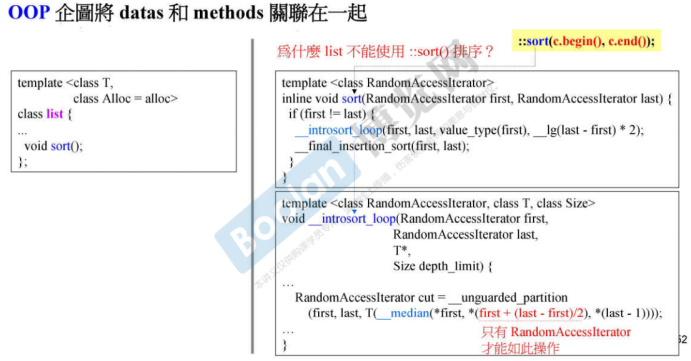 OOP 企圖將 datas 和 methods 關聯在一起
::sort(c.begin(), c.end());
為什麼 list 不能使用 ::sort() 排序？
template <class T,
class Alloc = alloc>
class list {
...
void sort();
};
template <class RandomAccessIterator>
inline void sort(RandomAccessIterator first, RandomAccessIterator last) {
if (first != last) {
__introsort_loop(first, last, value_type(first), __lg(last - first) * 2);
__final_insertion_sort(first, last);
}
}
template <class RandomAccessIterator, class T, class Size>
void __introsort_loop(RandomAccessIterator first,
RandomAccessIterator last,
T*,
Size depth_limit) {
...
RandomAccessIterator cut = __unguarded_partition
(first, last, T(__median(*first, *(first + (last - first)/2), *(last - 1))));
...
只有 RandomAccessIterator
才能如此操作
}
Boolan
博览网